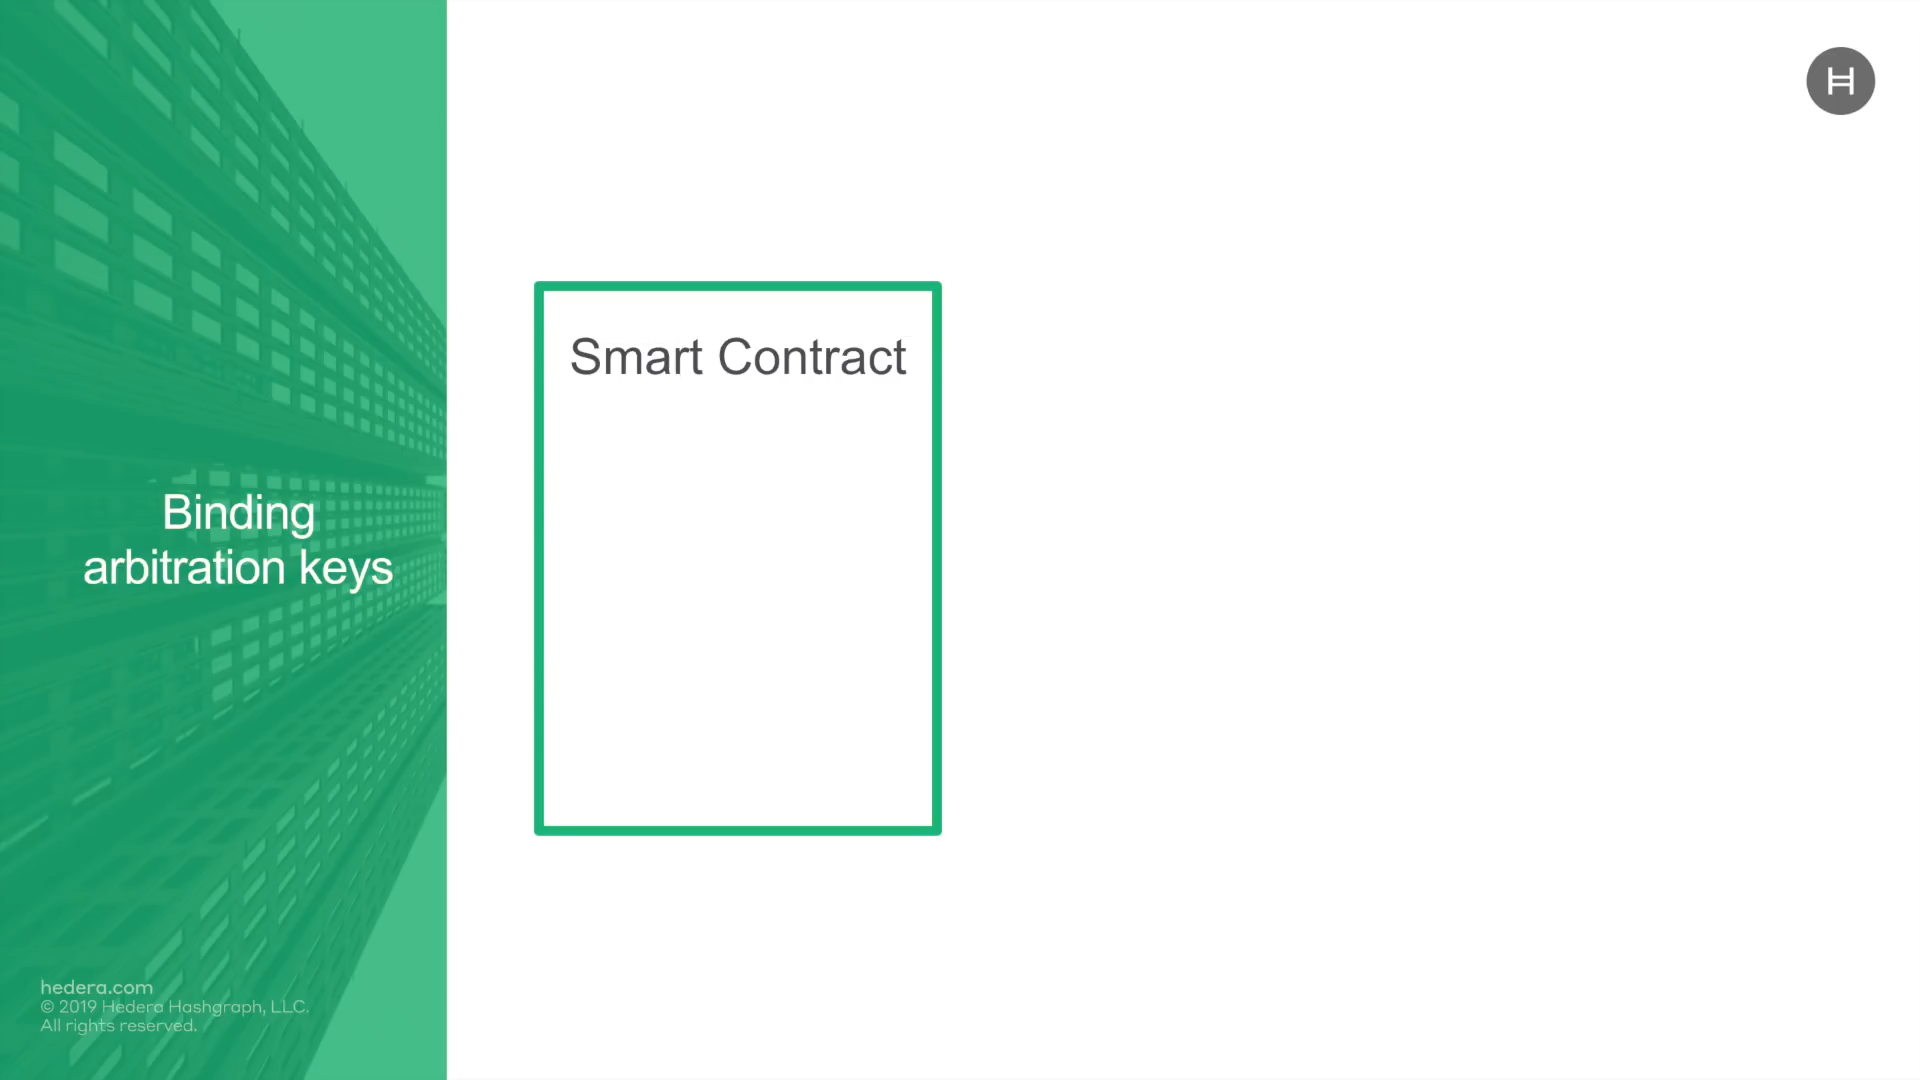 Binding
arbitration keys
Smart Contract
hedera.com
© 2019 Hedera Hashgraph, LLC.
All rights reserved.